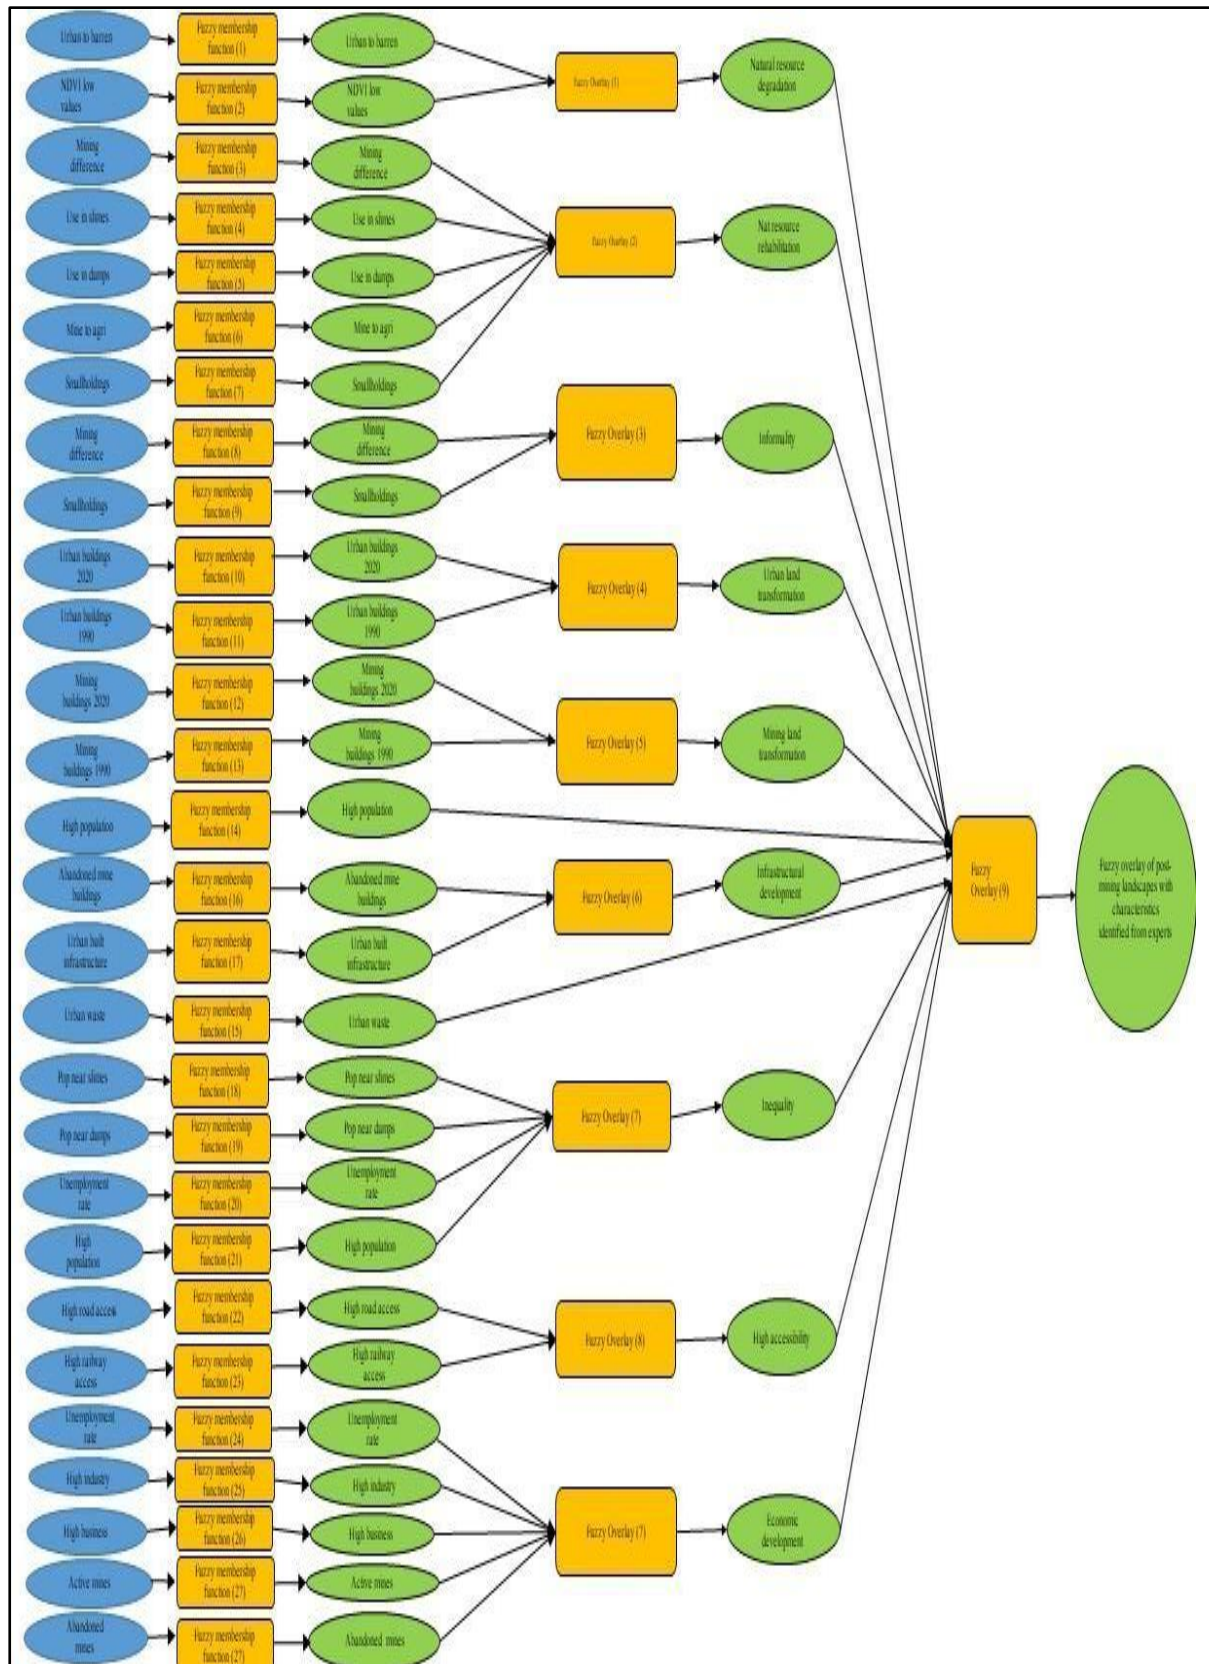 Urban to barren
Fuzzy membership
function (1)
Urban to barren
NDVI low
values
Fuzzy membership
function (2)
NDVI low
values
Fuzzy Overlay (1)
Natural resource
degradation
Mining
difference
Fuzzy membership
function (3)
Mining
difference
Use in slimes
Fuzzy membership
function (4)
Use in slimes
Use in dumps
Fuzzy membership
function (5)
Use in dumps
Mine to agri
Fuzzy membership
function (6)
Mine to agri
Smallholdings
Fuzzy membership
function (7)
Smallholdings
Fuzzy Overlay (2)
Nat resource
rehabilitation
Mining
difference
Fuzzy membership
function (8)
Mining
difference
Smallholdings
Fuzzy membership
function (9)
Smallholdings
Fuzzy Overlay (3)
Informality
Urban buildings
2020
Fuzzy membership
function (10)
Urban buildings
2020
Urban buildings
1990
Fuzzy membership
function (11)
Urban buildings
1990
Fuzzy Overlay (4)
Urban land
transformation
Mining
buildings 2020
Fuzzy membership
function (12)
Mining
buildings 2020
Mining
buildings 1990
Fuzzy membership
function (13)
Mining
buildings 1990
Fuzzy Overlay (5)
Mining land
transformation
High population
Fuzzy membership
function (14)
High population
Abandoned mine
buildings
Fuzzy membership
function (16)
Abandoned mine
buildings
Urban built
infrastructure
Fuzzy membership
function (17)
Urban built
infrastructure
Fuzzy Overlay (6)
Infrastructural
development
Urban waste
Fuzzy membership
function (15)
Urban waste
Pop near slimes
Fuzzy membership
function (18)
Pop near slimes
Pop near dumps
Fuzzy membership
function (19)
Pop near dumps
Unemployment
rate
Fuzzy membership
function (20)
Unemployment
rate
High
population
Fuzzy membership
function (21)
High population
Fuzzy Overlay (7)
Inequality
High road access
Fuzzy membership
function (22)
High road access
High railway
access
Fuzzy membership
function (23)
High railway
access
Fuzzy Overlay (8)
High accessibility
Unemployment
rate
Fuzzy membership
function (24)
Unemployment
rate
High industry
Fuzzy membership
function (25)
High industry
High business
Fuzzy membership
function (26)
High business
Active mines
Fuzzy membership
function (27)
Active mines
Abandoned
mines
Fuzzy membership
function (27)
Abandoned mines
Fuzzy Overlay (7)
Economic
development
Fuzzy
Overlay (9)
Fuzzy overlay of post-
mining landscapes with
characteristics
identified from experts